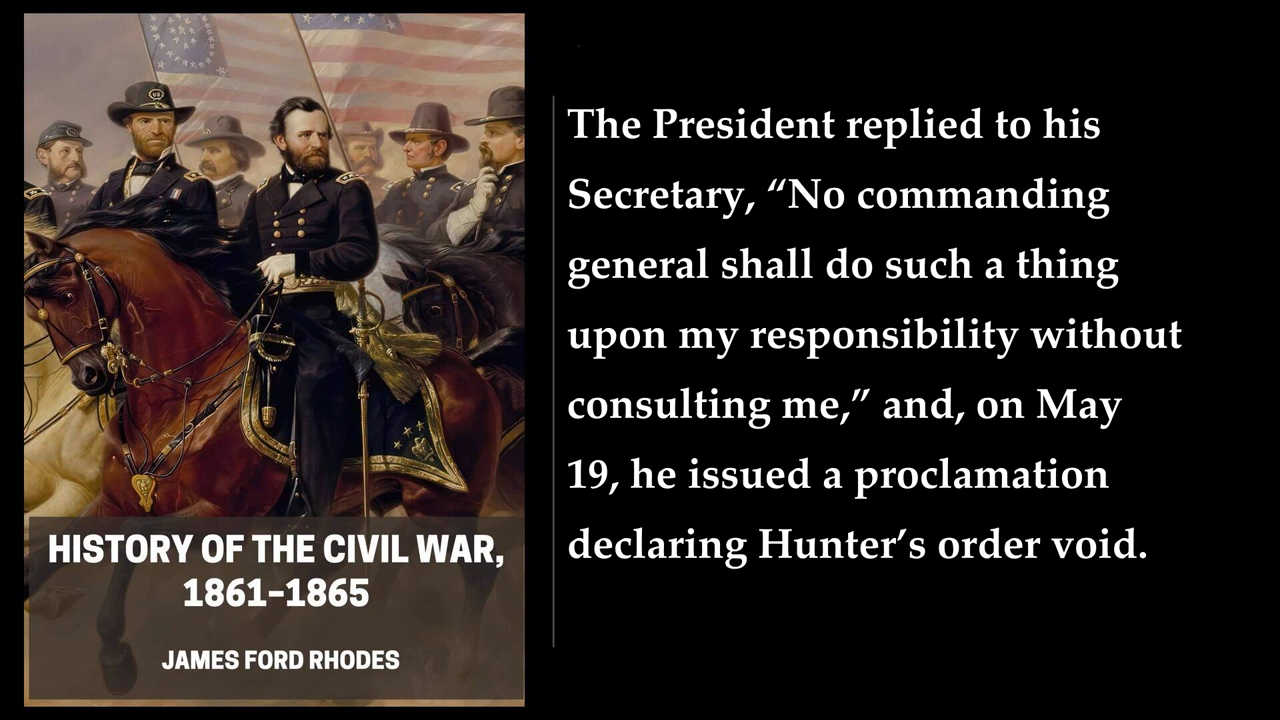 HISTORY OF THE CIVIL WAR,
1861–1865
JAMES FORD RHODES
The President replied to his
Secretary, “No commanding
general shall do such a thing
upon my responsibility without
consulting me,” and, on May
19, he issued a proclamation
declaring Hunter’s order void.